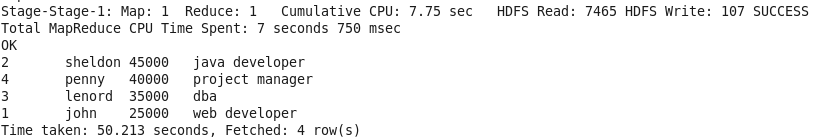 Stage-Stage-1: Map: 1  Reduce: 1   Cumulative CPU: 7.75 sec   HDFS Read: 7465 HDFS Write: 107 SUCCESS
Total MapReduce CPU Time Spent: 7 seconds 750 msec
OK
2       sheldon 45000   java developer
4       penny   40000   project manager
3       lenord  35000   dba
1       john    25000   web developer
Time taken: 50.213 seconds, Fetched: 4 row(s)